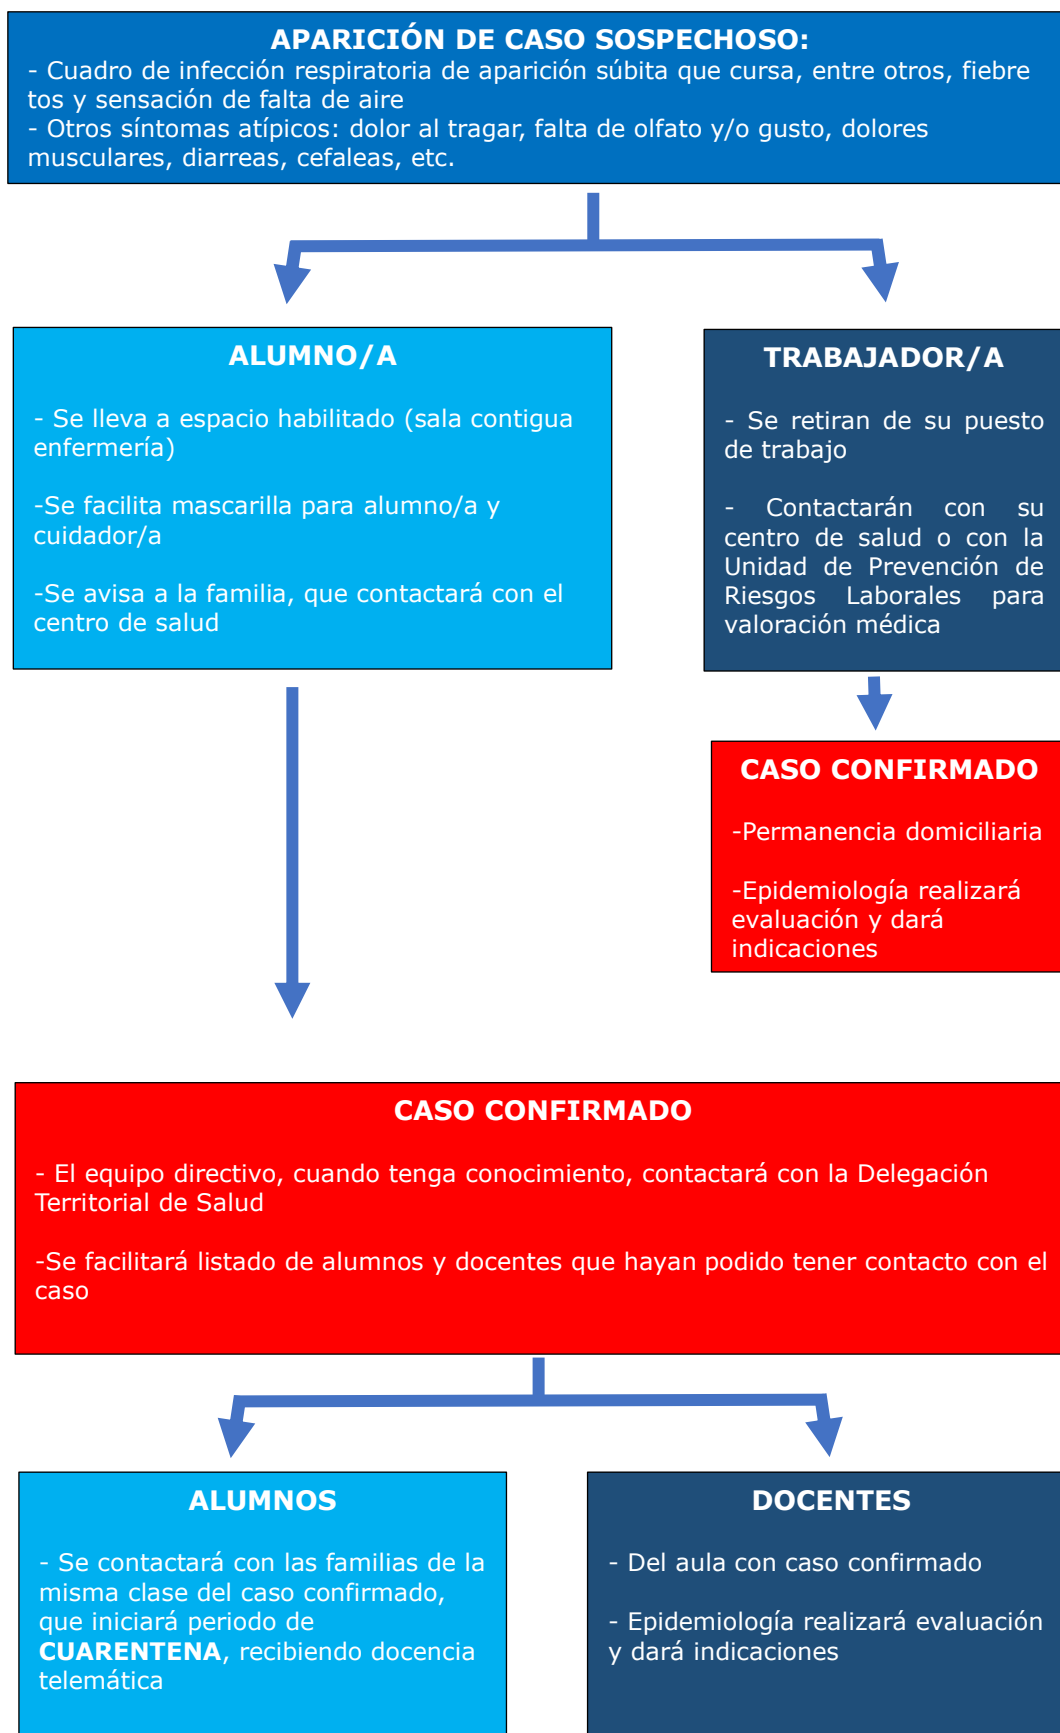 APARICIÓN DE CASO SOSPECHOSO:
- Cuadro de infección respiratoria de aparición súbita que cursa, entre otros, fiebre
tos y sensación de falta de aire
- Otros síntomas atípicos: dolor al tragar, falta de olfato y/o gusto, dolores
musculares, diarreas, cefaleas, etc.
ALUMNO/A
- Se lleva a espacio habilitado (sala contigua
enfermería)
-Se facilita mascarilla para alumno/a y
cuidador/a
-Se avisa a la familia, que contactará con el
centro de salud
TRABAJADOR/A
- Se retiran de su puesto
de trabajo
- Contactarán con su
centro de salud o con la
Unidad de Prevención de
Riesgos Laborales para
valoración médica
CASO CONFIRMADO
-Permanencia domiciliaria
-Epidemiología realizará
evaluación y dará
indicaciones
CASO CONFIRMADO
- El equipo directivo, cuando tenga conocimiento, contactará con la Delegación
Territorial de Salud
-Se facilitará listado de alumnos y docentes que hayan podido tener contacto con el
caso
ALUMNOS
- Se contactará con las familias de la
misma clase del caso confirmado,
que iniciará periodo de
CUARENTENA, recibiendo docencia
telemática
DOCENTES
- Del aula con caso confirmado
- Epidemiología realizará evaluación
y dará indicaciones